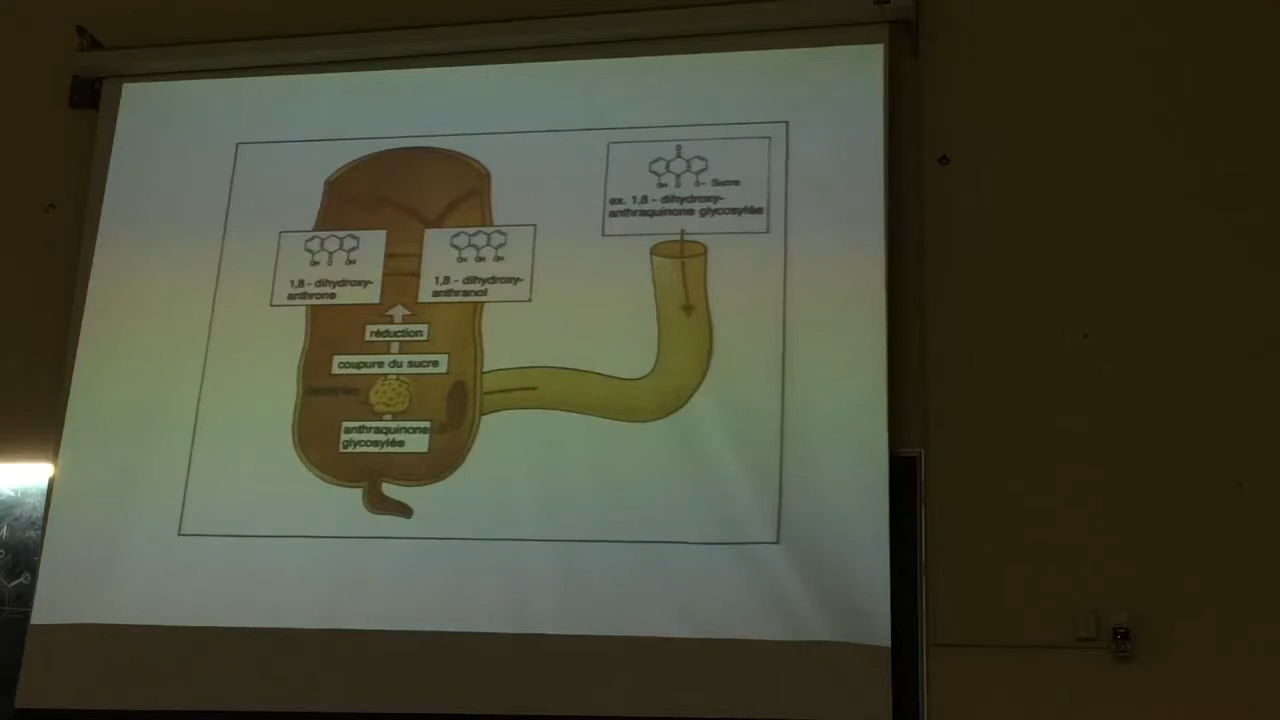 Sucre
ex. 1,8 - dihydroxy-
anthraquinone glycosylée
1,8 - dihydroxy-
anthrone
1,8 - dihydroxy-
anthranol
réduction
coupure du sucre
anthraquinone
glycosylée